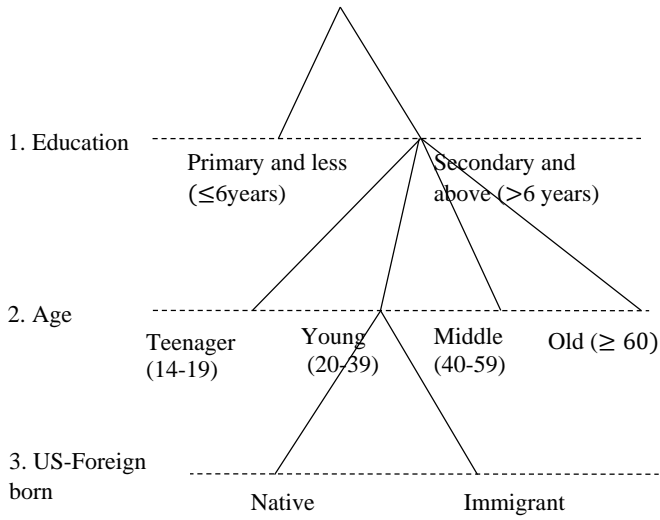 1. Education
Primary and less
(≤6years)
Secondary and
above (>6 years)
2. Age
Teenager
(14-19)
Young
(20-39)
Middle
(40-59)
Old (≥ 60)
3. US-Foreign
born
Native
Immigrant